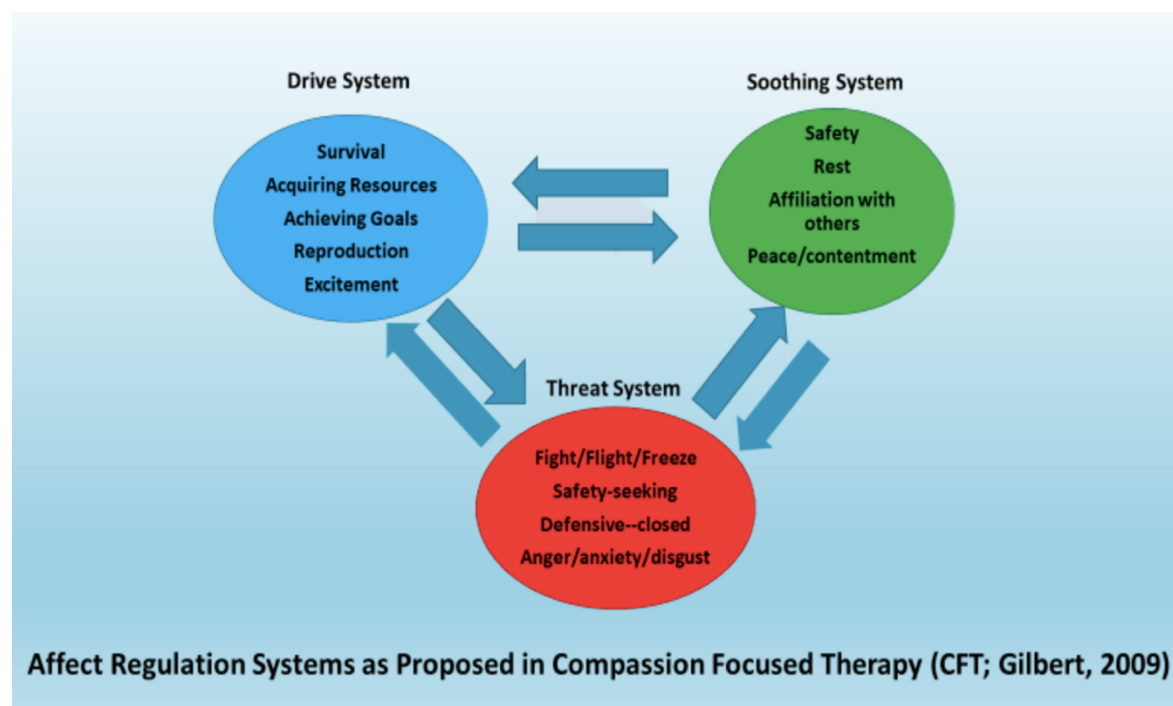 Drive System
Survival
Acquiring Resources
Achieving Goals
Reproduction
Excitement
Soothing System
Safety
Rest
Affiliation with
others
Peace/contentment
Threat System
Fight/Flight/Freeze
Safety-seeking
Defensive--closed
Anger/anxiety/disgust
Affect Regulation Systems as Proposed in Compassion Focused Therapy (CFT; Gilbert, 2009)